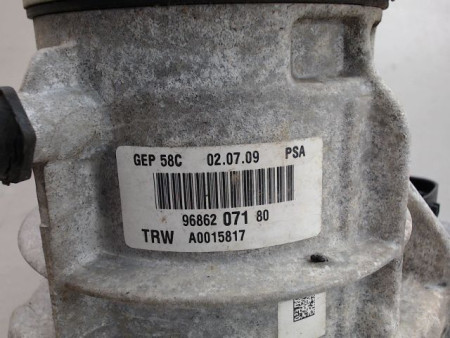 GEP 58C 02.07.09 PSA
96862 071 80
TRW A0015817